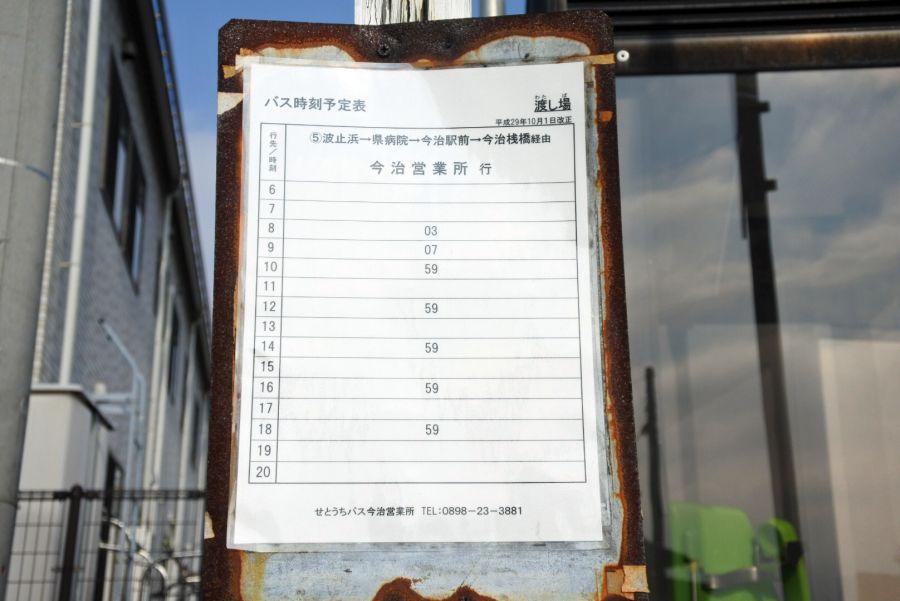 バス時刻予定表
わた ば
渡し場
平成29年10月1日改正
行先/時刻
⑤波止浜→県病院→今治駅前→今治桟橋経由
今治営業所 行
6
7
8 03
9 07
10 59
11
12 59
13
14 59
15
16 59
17
18 59
19
20
せとうちバス今治営業所 TEL:0898-23-3881